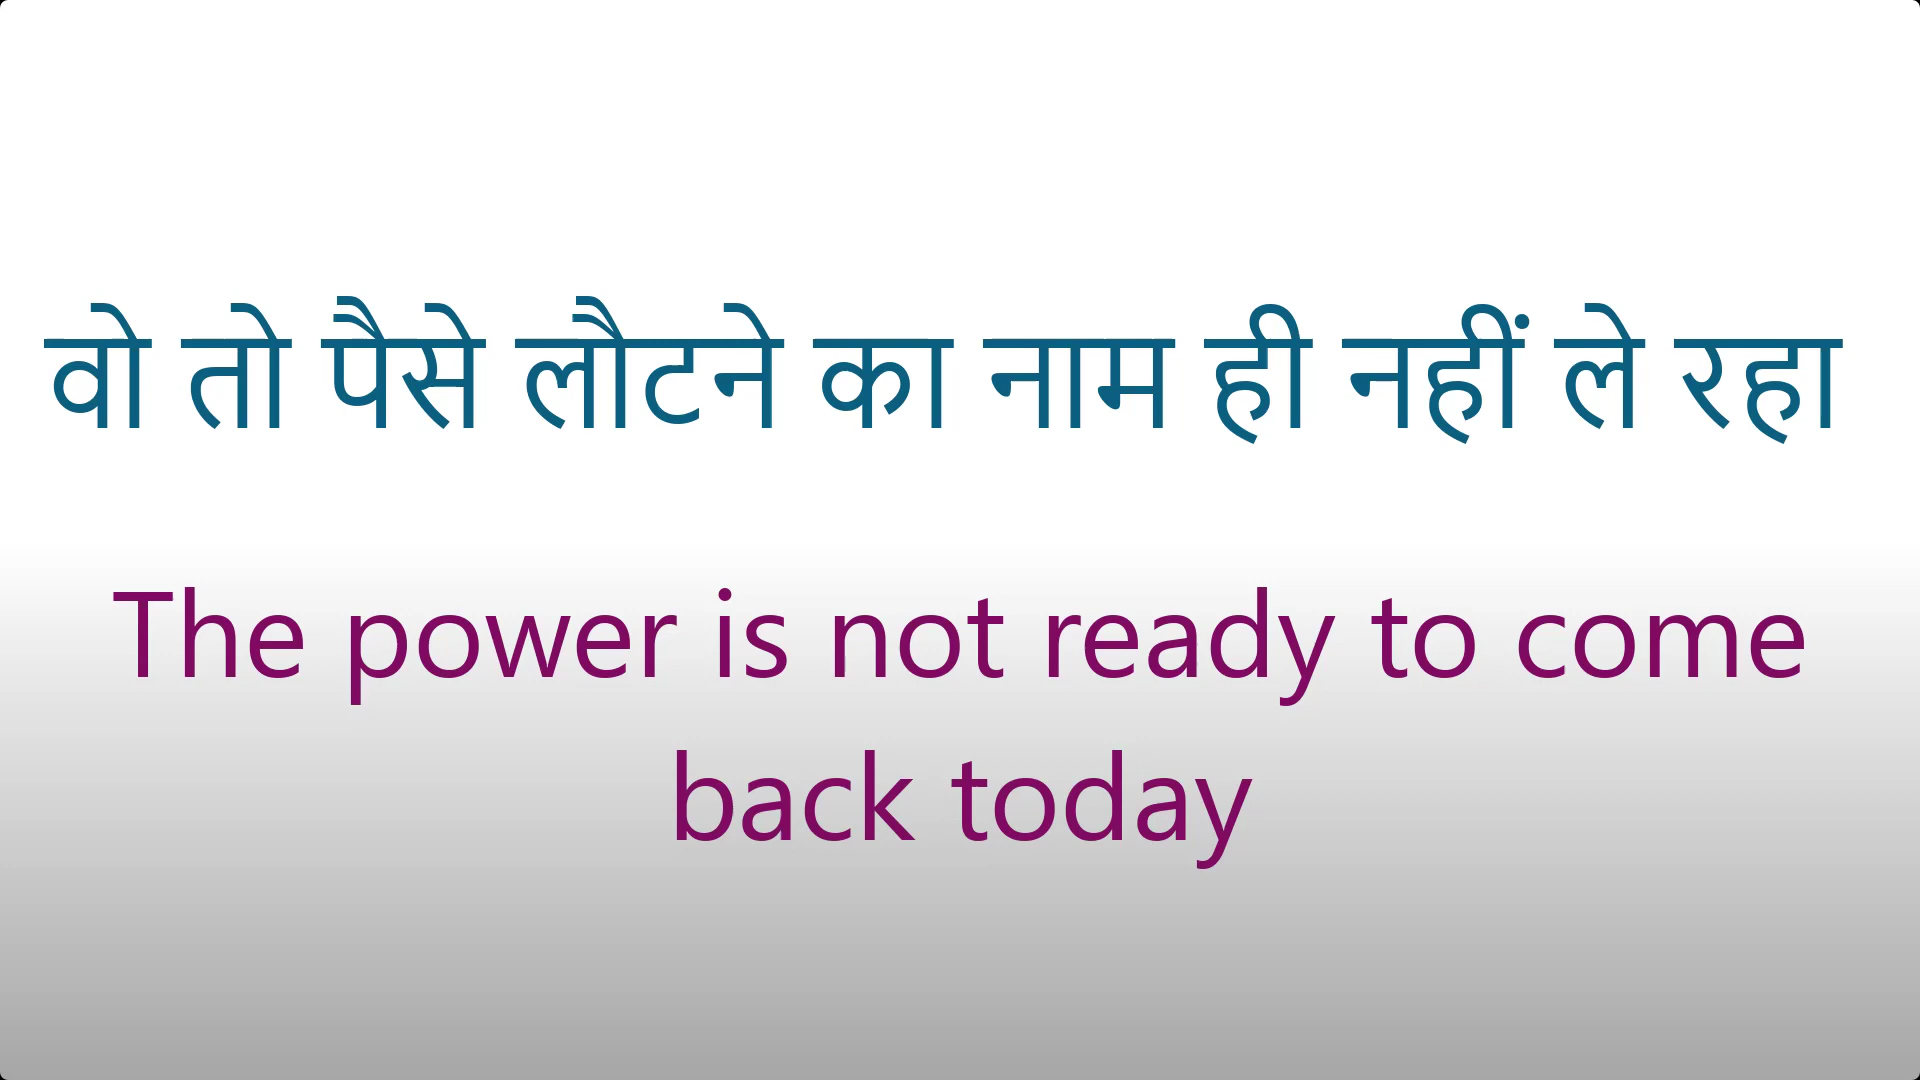 वो तो पैसे लौटने का नाम ही नहीं ले रहा
The power is not ready to come
back today